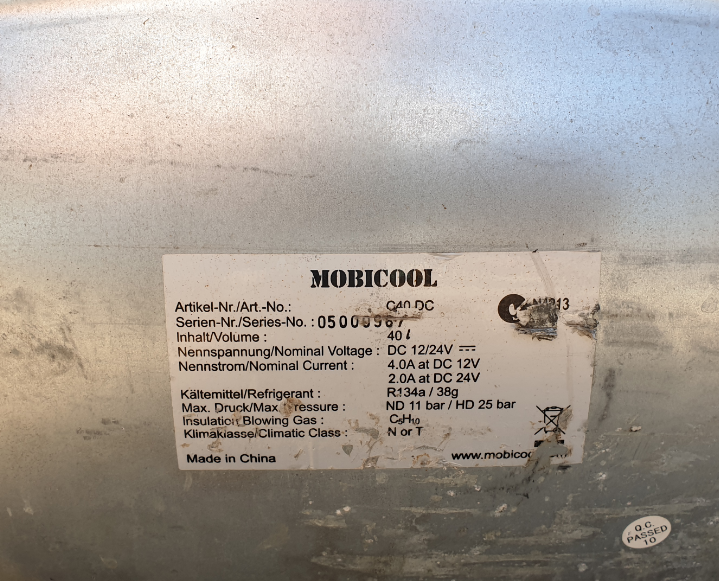 MOBICOOL
Artikel-Nr./Art.-No.: C40 DC
Serien-Nr./Series-No.: 05000967
Inhalt/Volume : 40 l
Nennspannung/Nominal Voltage : DC 12/24V
Nennstrom/Nominal Current : 4.0A at DC 12V
2.0A at DC 24V
Kältemittel/Refrigerant : R134a / 38g
Max. Druck/Max. Pressure : ND 11 bar / HD 25 bar
Insulation Blowing Gas : C₅H₁₀
Klimaklasse/Climatic Class : N or T
Made in China
Q.C.
PASSED
10